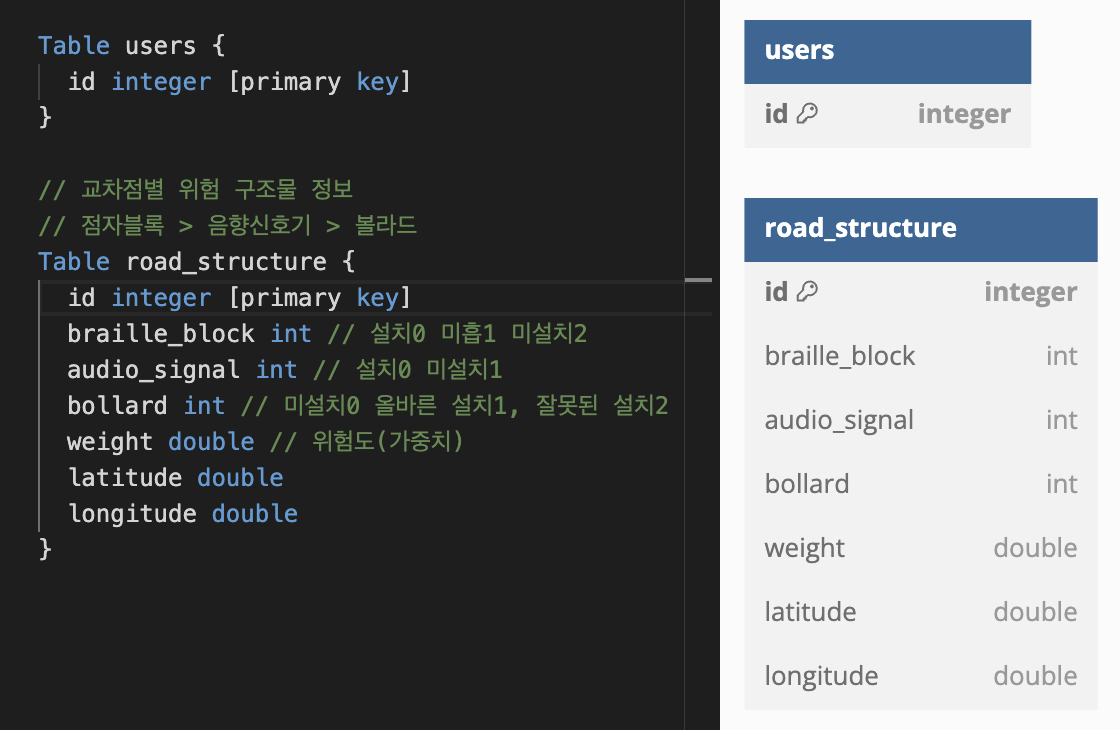 Table users {
id integer [primary key]
}
// 교차점별 위험 구조물 정보
// 점자블록 > 음향신호기 > 볼라드
Table road_structure {
id integer [primary key]
braille_block int // 설치0 미흡1 미설치2
audio_signal int // 설치0 미설치1
bollard int // 미설치0 올바른 설치1, 잘못된 설치2
weight double // 위험도(가중치)
latitude double
longitude double
}
users
id integer
road_structure
id integer
braille_block int
audio_signal int
bollard int
weight double
latitude double
longitude double